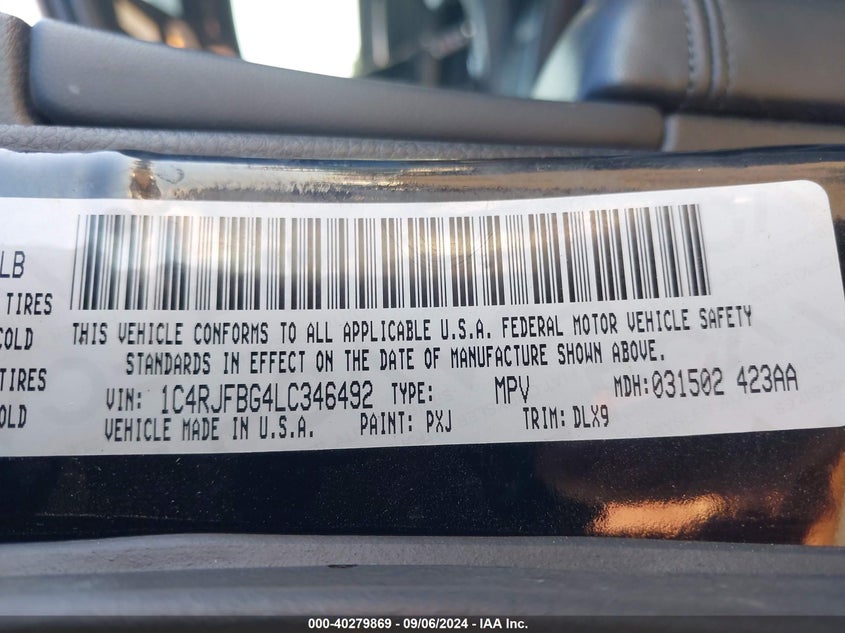 LB
TIRES
COLD
TIRES
COLD
THIS VEHICLE CONFORMS TO ALL APPLICABLE U.S.A. FEDERAL MOTOR VEHICLE SAFETY
STANDARDS IN EFFECT ON THE DATE OF MANUFACTURE SHOWN ABOVE.
VIN: 1C4RJFBG4LC346492 TYPE: MPV MDH:031502 423AA
VEHICLE MADE IN U.S.A. PAINT: PXJ TRIM: DLX9
000-40279869 - 09/06/2024 - IAA Inc.